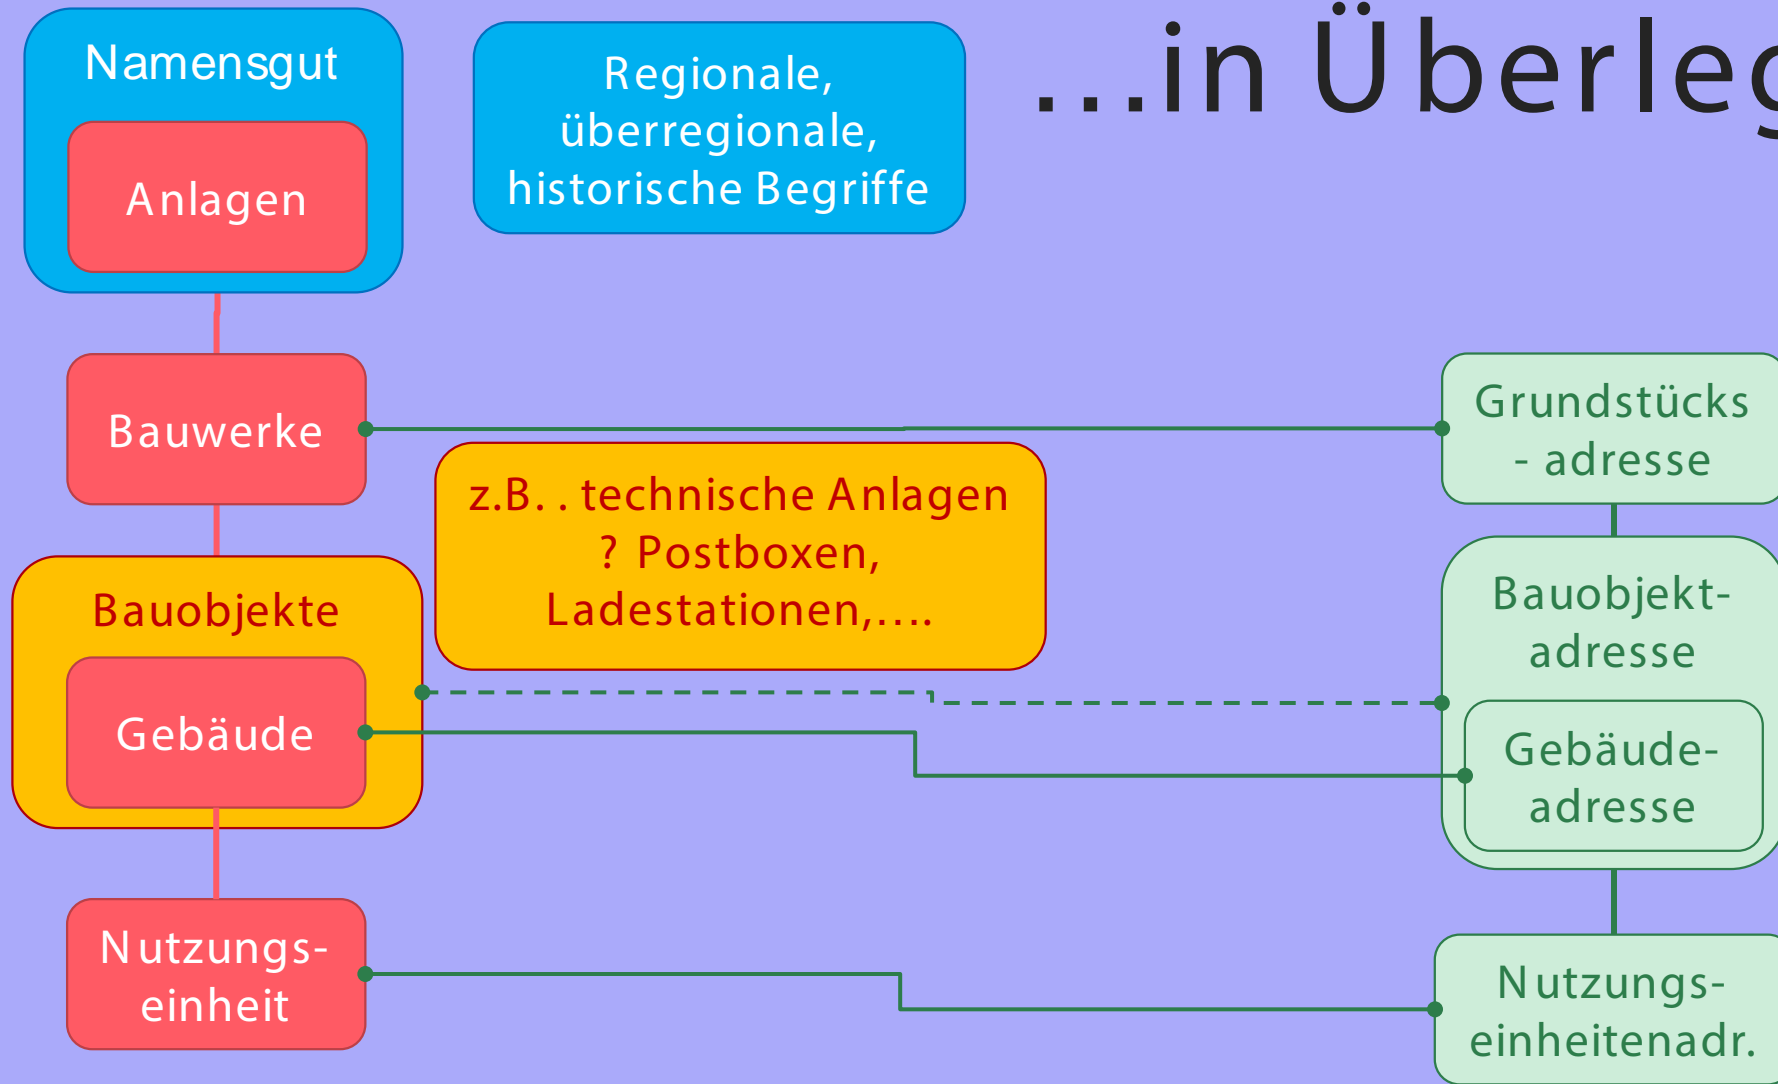 Namensgut
Anlagen
Regionale,
überregionale,
historische Begriffe
…in Überleg
Bauwerke
z.B. . technische Anlagen
? Postboxen,
Ladestationen,….
Bauobjekte
Gebäude
Nutzungs-
einheit
Grundstücks
- adresse
Bauobjekt-
adresse
Gebäude-
adresse
Nutzungs-
einheitenadr.